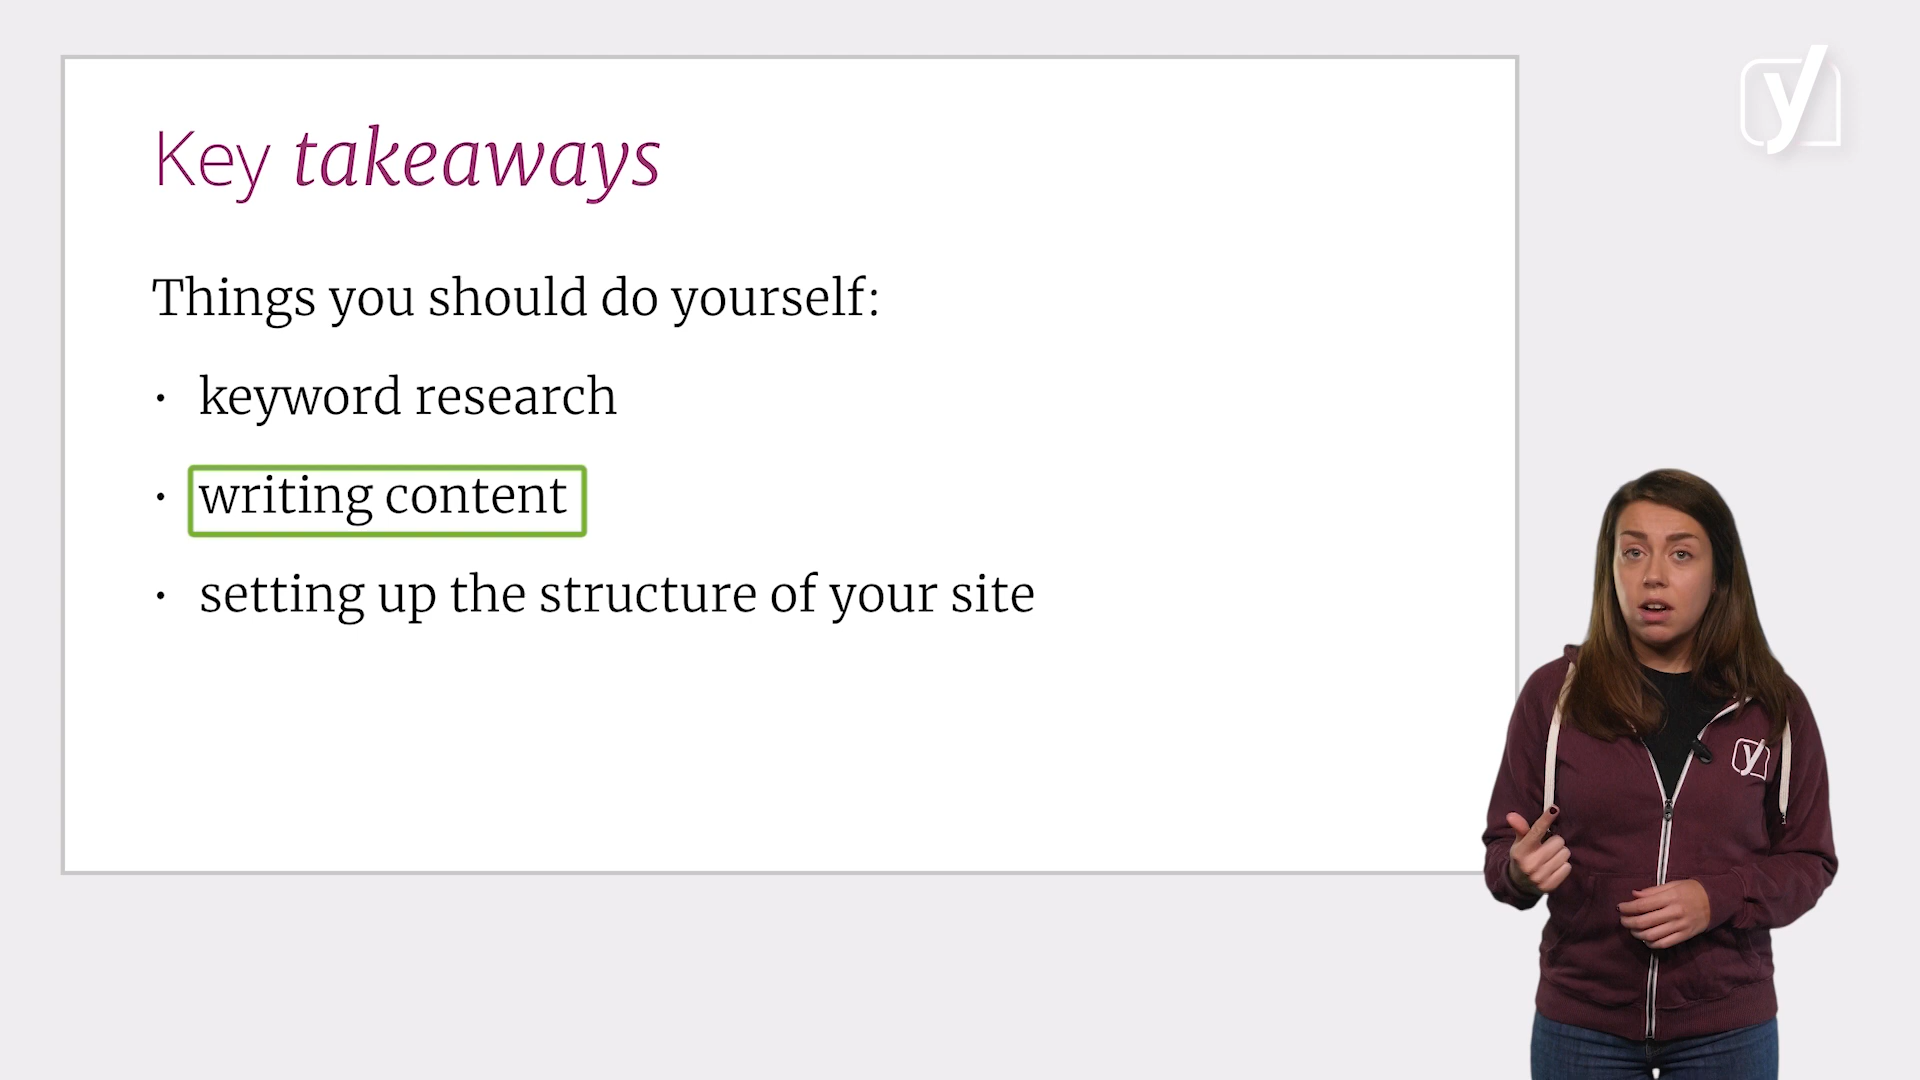 Key takeaways
Things you should do yourself:
• keyword research
• writing content
• setting up the structure of your site
y
y